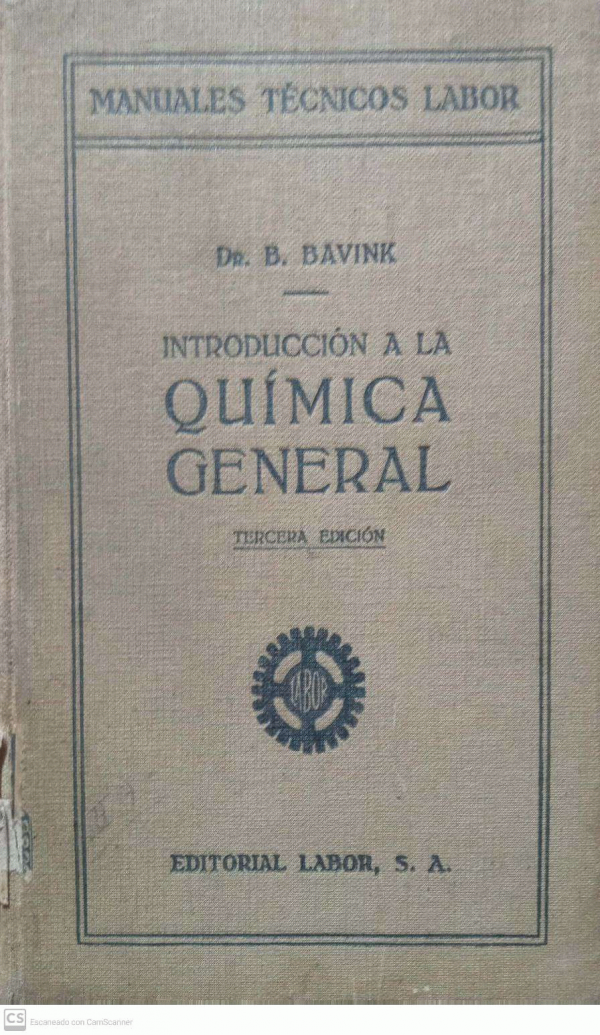 MANUALES TÉCNICOS LABOR
DR. B. BAVINK
INTRODUCCIÓN A LA
QUÍMICA
GENERAL
TERCERA EDICIÓN
LABOR
EDITORIAL LABOR, S. A.
CS Escaneado con CamScanner